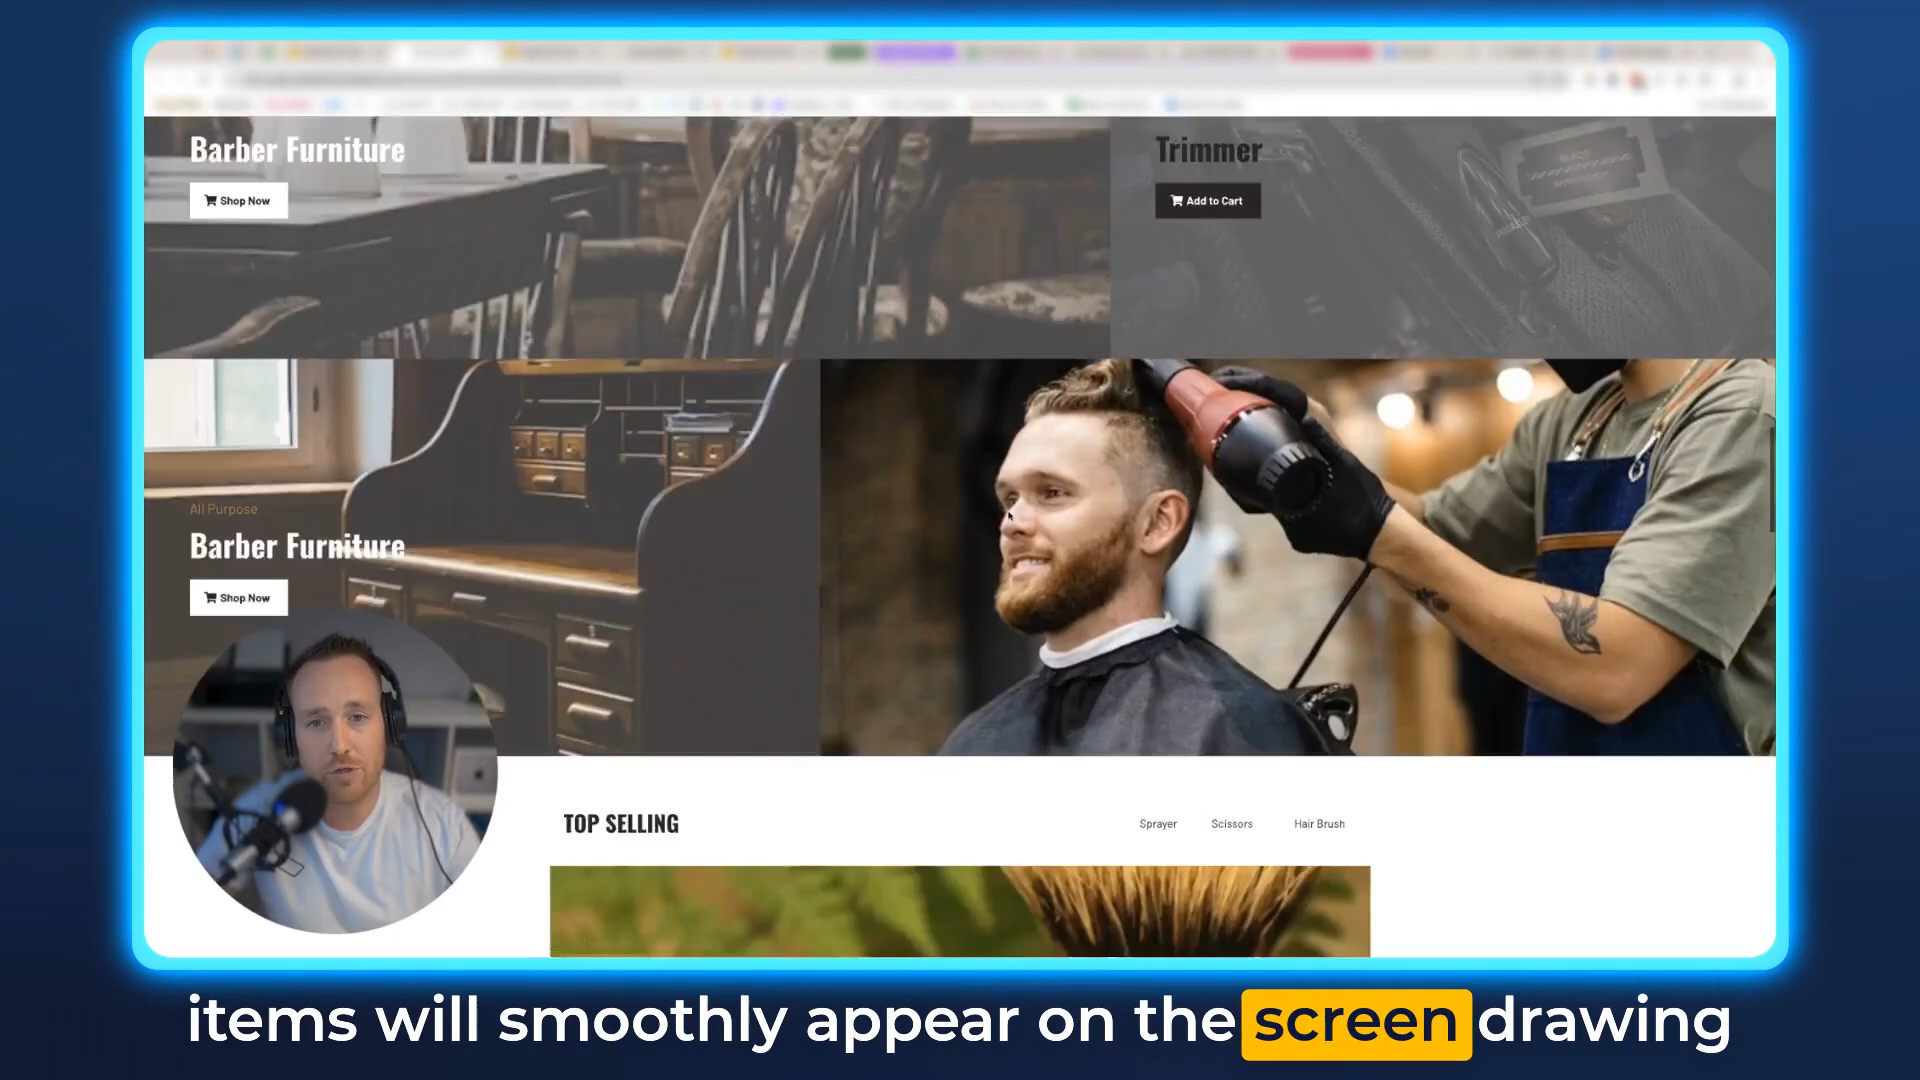 Barber Furniture
Shop Now
Trimmer
Add to Cart
All Purpose
Barber Furniture
Shop Now
TOP SELLING
Sprayer
Scissors
Hair Brush
items will smoothly appear on the screen drawing